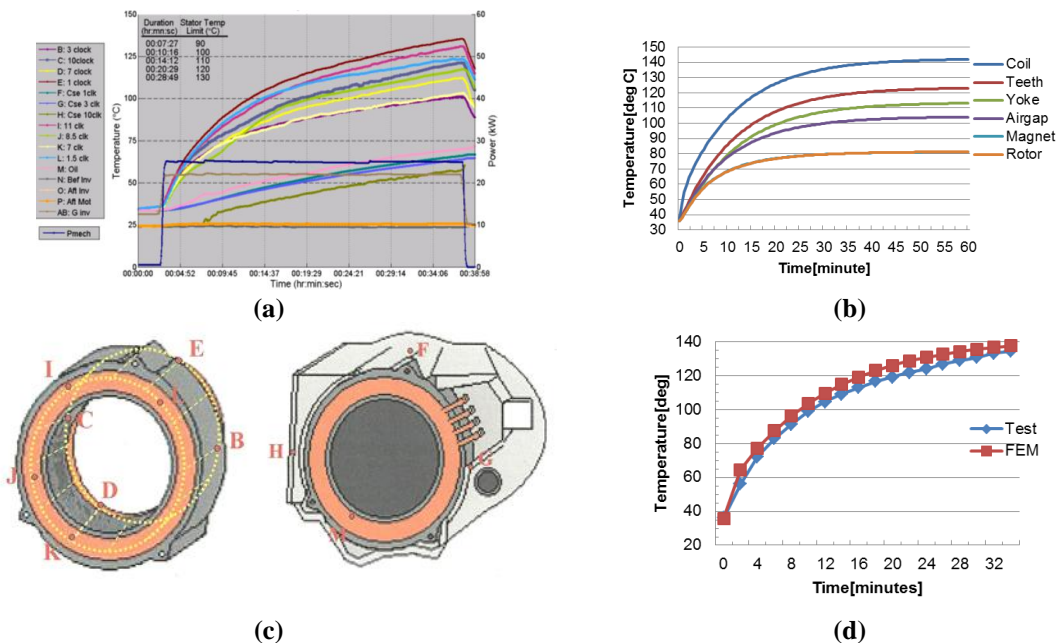 Duration Stator Temp
(hr:mn:sc) Limit (°C)
00:07:27 90
00:10:16 100
00:14:12 110
00:20:29 120
00:28:49 130
B: 3 clock
C: 10clock
D: 7 clock
E: 1 clock
F: Cse 1clk
G: Cse 3 clk
H: Cse 10clk
I: 11 clk
J: 8.5 clk
K: 7 clk
L: 1.5 clk
M: Oil
N: Bef Inv
O: Aft Inv
P: Aft Mot
AB: G inv
Pmech
Temperature (°C)
150
125
100
75
50
25
0
Power (kW)
60
50
40
30
20
10
0
00:00:00 00:04:52 00:09:45 00:14:37 00:19:29 00:24:21 00:29:14 00:34:06 00:38:58
Time (hr:min:sec)
(a)
Temperature[deg C]
150
140
130
120
110
100
90
80
70
60
50
40
30
0 5 10 15 20 25 30 35 40 45 50 55 60
Time[minute]
Coil
Teeth
Yoke
Airgap
Magnet
Rotor
(b)
E
I
L
C
B
J
D
K
F
H
G
M
(c)
Temperature[deg]
140
120
100
80
60
40
20
0 4 8 12 16 20 24 28 32
Time[minutes]
Test
FEM
(d)